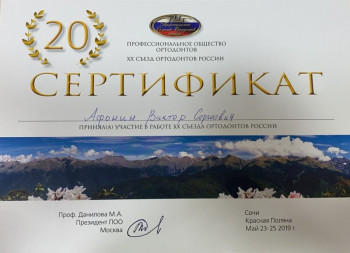 20
ПРОФЕССИОНАЛЬНОЕ ОБЩЕСТВО
ОРТОДОНТОВ
XX СЪЕЗД ОРТОДОНТОВ РОССИИ
СЕРТИФИКАТ
Афонин Виктор Сергеевич
ПРИНЯЛ(А) УЧАСТИЕ В РАБОТЕ XX СЪЕЗДА ОРТОДОНТОВ РОССИИ
Проф. Данилова М.А.
Президент ПОО
Москва
Сочи
Красная Поляна
Май 23-25 2019 г.